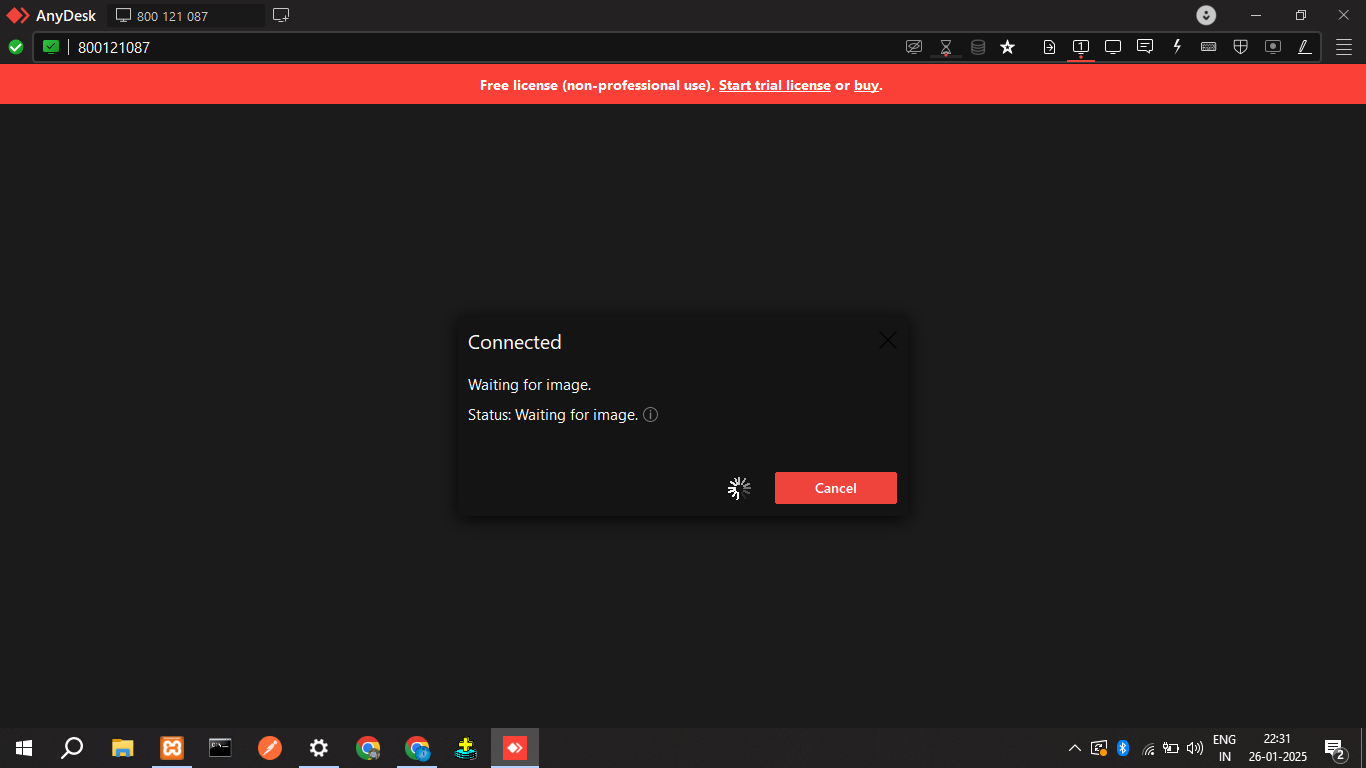 AnyDesk
800 121 087
800121087
1
Free license (non-professional use). Start trial license or buy.
Connected
Waiting for image.
Status: Waiting for image.
Cancel
ENG
IN
22:31
26-01-2025
2